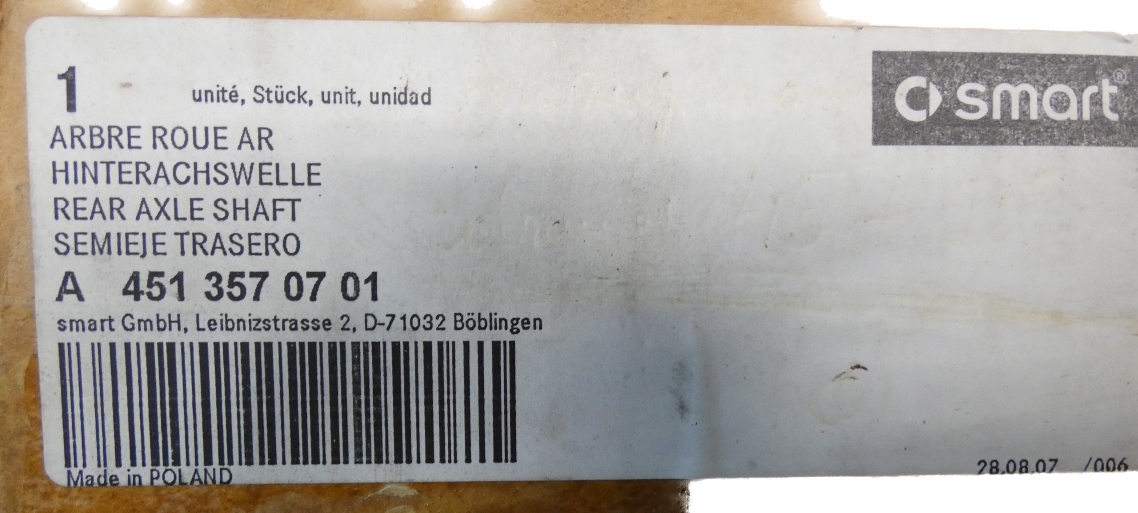 1 unité, Stück, unit, unidad
smart®
ARBRE ROUE AR
HINTERACHSWELLE
REAR AXLE SHAFT
SEMIEJE TRASERO
A 451 357 07 01
smart GmbH, Leibnizstrasse 2, D-71032 Böblingen
Made in POLAND
28.08.07 /006